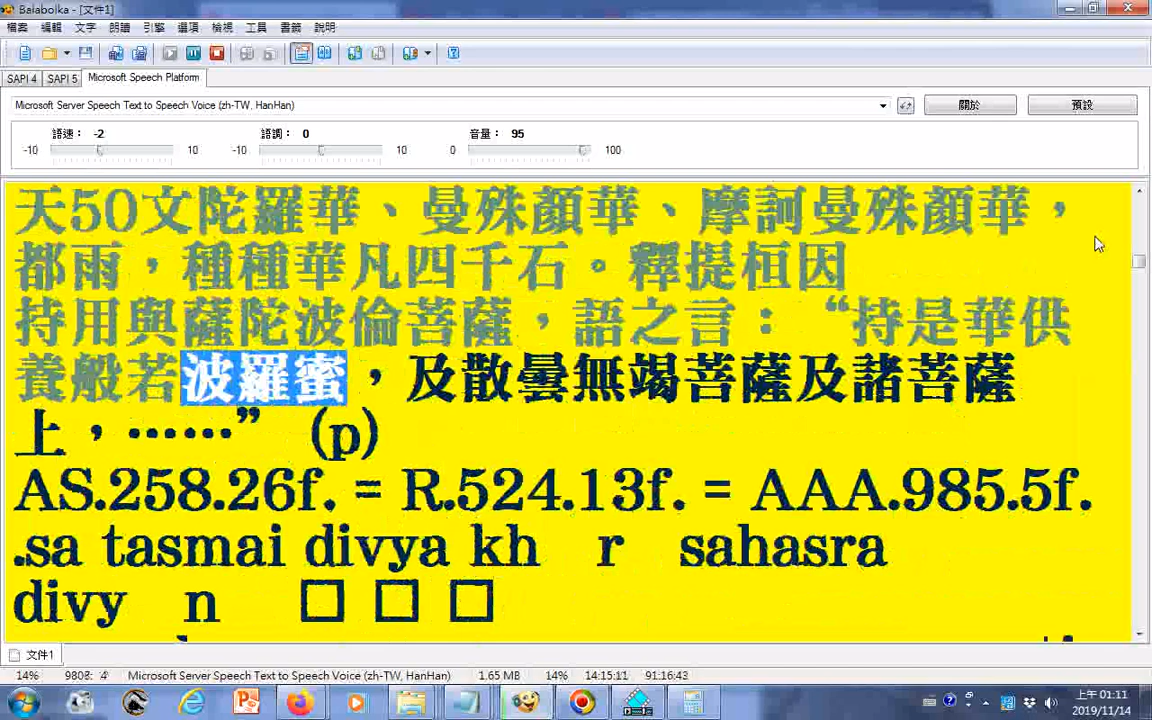 Balabolka - [文件1]
檔案 編輯 文字 朗讀 引擎 選項 檢視 工具 書籤 說明
SAPI 4 SAPI 5 Microsoft Speech Platform
Microsoft Server Speech Text to Speech Voice (zh-TW, HanHan) 關於 預設
語速： -2 語調： 0 音量： 95
-10 10 -10 10 0 100
天50文陀羅華、曼殊顏華、摩訶曼殊顏華，
都雨，種種華凡四千石。釋提桓因
持用與薩陀波倫菩薩，語之言：“持是華供
養般若波羅蜜，及散曇無竭菩薩及諸菩薩
上，……” (p)
AS.258.26f. = R.524.13f. = AAA.985.5f.
.sa tasmai divya kh r sahasra
divy n □ □ □
文件1
14% 9808: Microsoft Server Speech Text to Speech Voice (zh-TW, HanHan) 1.65 MB 14% 14:15:11 91:16:43
上午 01:11
2019/11/14